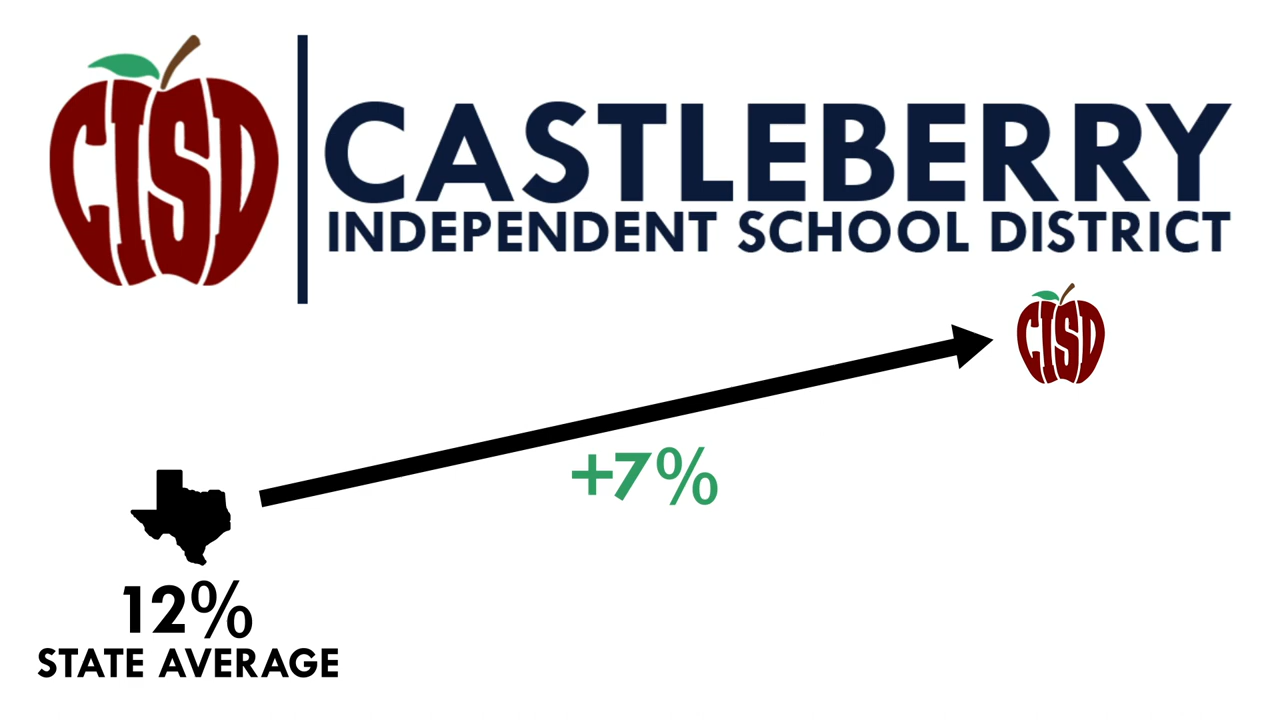 CISD
CASTLEBERRY
INDEPENDENT SCHOOL DISTRICT
CISD
+7%
12%
STATE AVERAGE